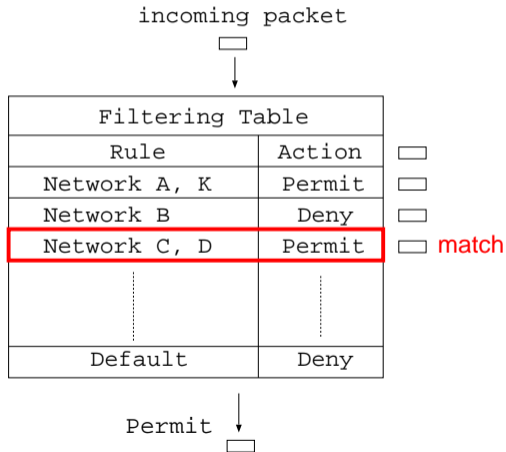 incoming packet
Filtering Table
Rule Action
Network A, K Permit
Network B Deny
Network C, D Permit match
Default Deny
Permit